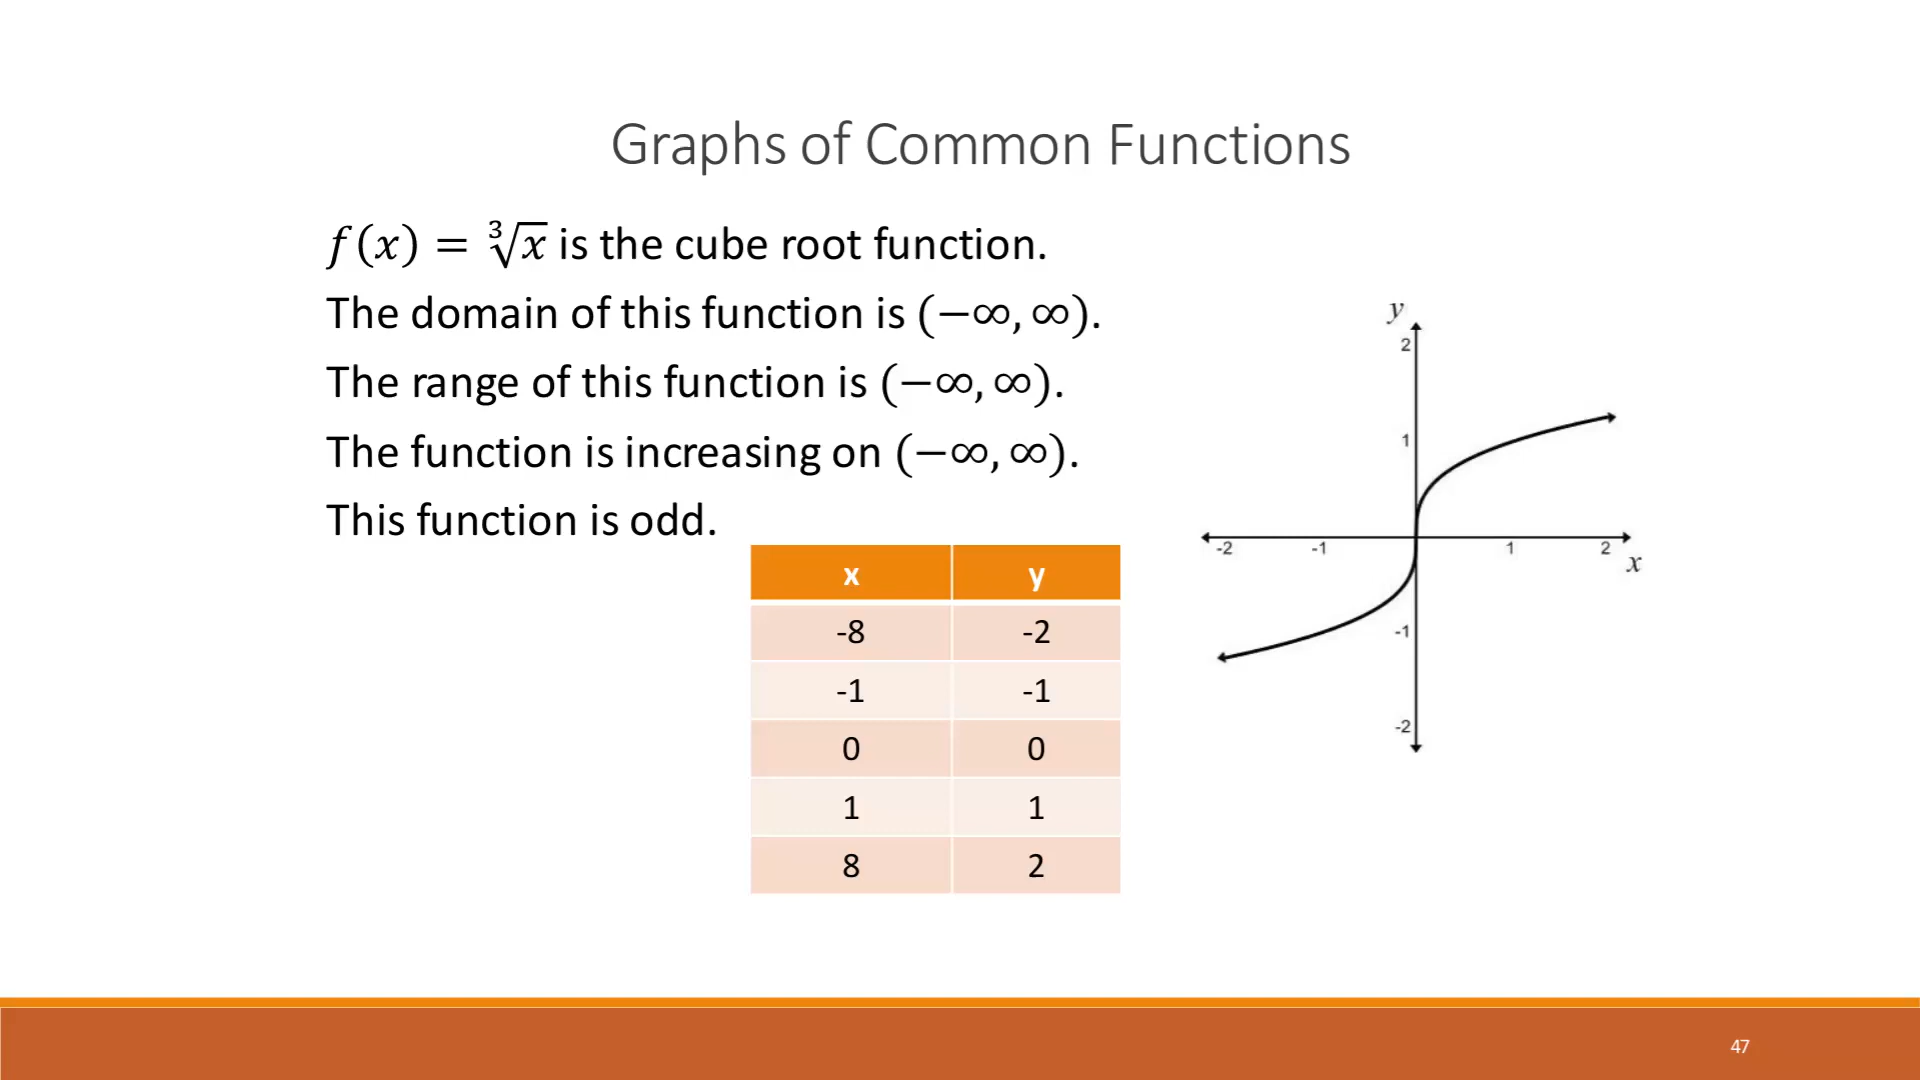 Graphs of Common Functions
f(x) = ∛x is the cube root function.
The domain of this function is (−∞, ∞).
The range of this function is (−∞, ∞).
The function is increasing on (−∞, ∞).
This function is odd.
x y
-8 -2
-1 -1
0 0
1 1
8 2
y
2
1
-2 -1 1 2
x
-1
-2
47